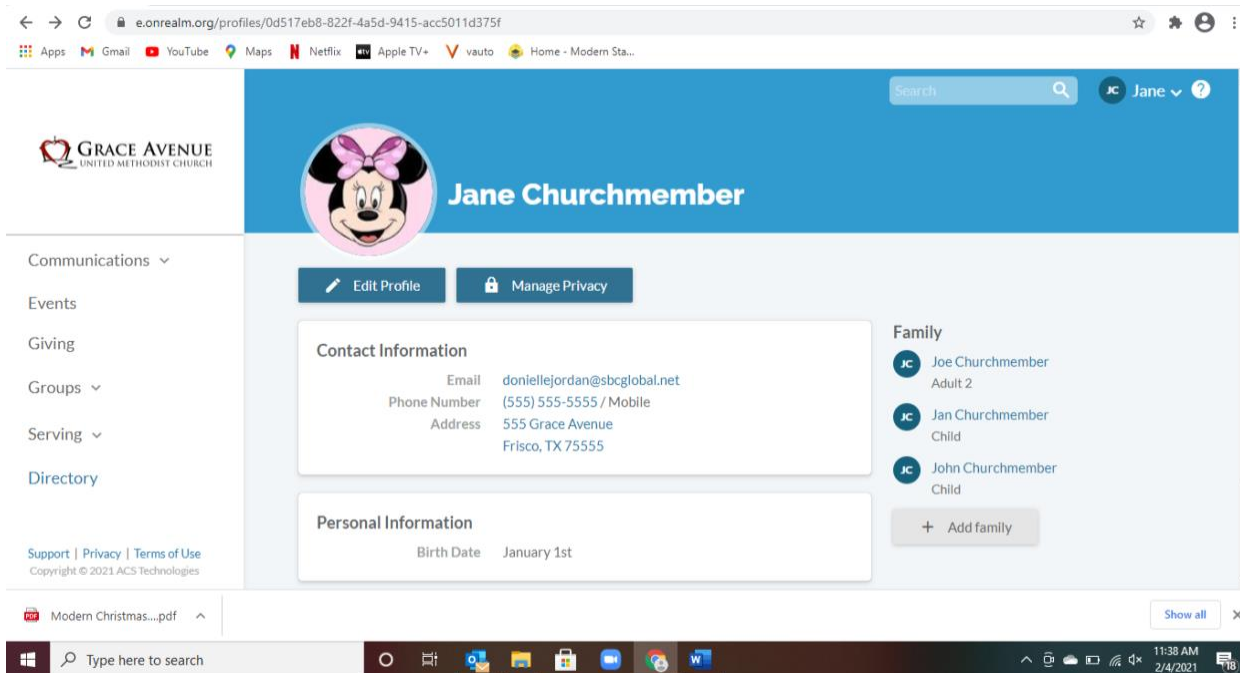 e.onrealm.org/profiles/0d517eb8-822f-4a5d-9415-acc5011d375f
Apps Gmail YouTube Maps Netflix Apple TV+ vauto Home - Modern Sta...
Search JC Jane ?
GRACE AVENUE
UNITED METHODIST CHURCH
Jane Churchmember
Communications
Events
Giving
Groups
Serving
Directory
Support | Privacy | Terms of Use
Copyright © 2021 ACS Technologies
Edit Profile Manage Privacy
Contact Information
Email doniellejordan@sbcglobal.net
Phone Number (555) 555-5555 / Mobile
Address 555 Grace Avenue
Frisco, TX 75555
Personal Information
Birth Date January 1st
Family
JC Joe Churchmember
Adult 2
JC Jan Churchmember
Child
JC John Churchmember
Child
+ Add family
PDF Modern Christmas....pdf Show all
Type here to search 11:38 AM
2/4/2021 18